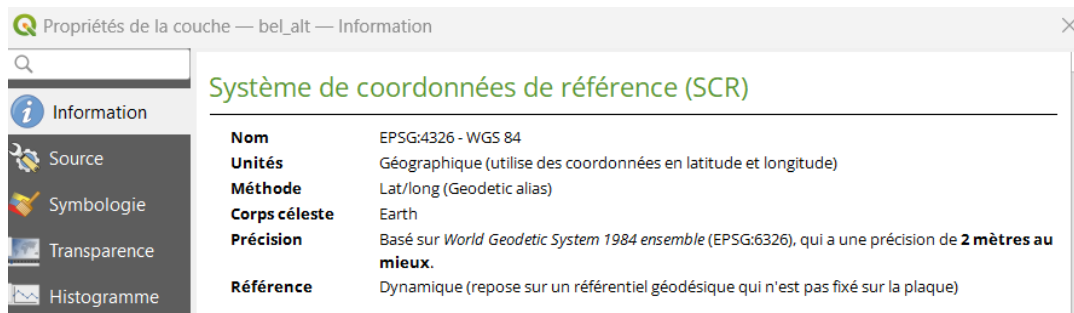 Propriétés de la couche — bel_alt — Information
Information
Source
Symbologie
Transparence
Histogramme
Système de coordonnées de référence (SCR)
Nom EPSG:4326 - WGS 84
Unités Géographique (utilise des coordonnées en latitude et longitude)
Méthode Lat/long (Geodetic alias)
Corps céleste Earth
Précision Basé sur World Geodetic System 1984 ensemble (EPSG:6326), qui a une précision de 2 mètres au
mieux.
Référence Dynamique (repose sur un référentiel géodésique qui n'est pas fixé sur la plaque)